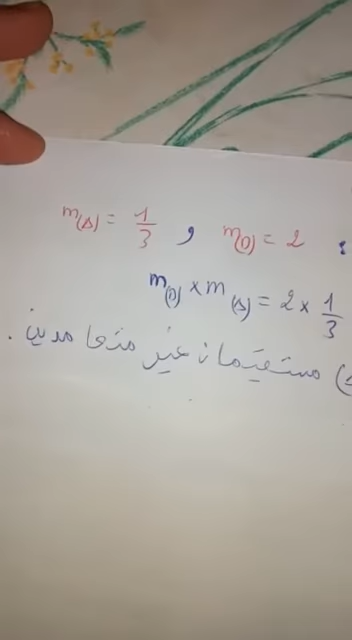 m(Δ) = 1/3 و m(D) = 2 :
m(D) × m(Δ) = 2 × 1/3
(Δ) مستقيمان غير متعامدين .